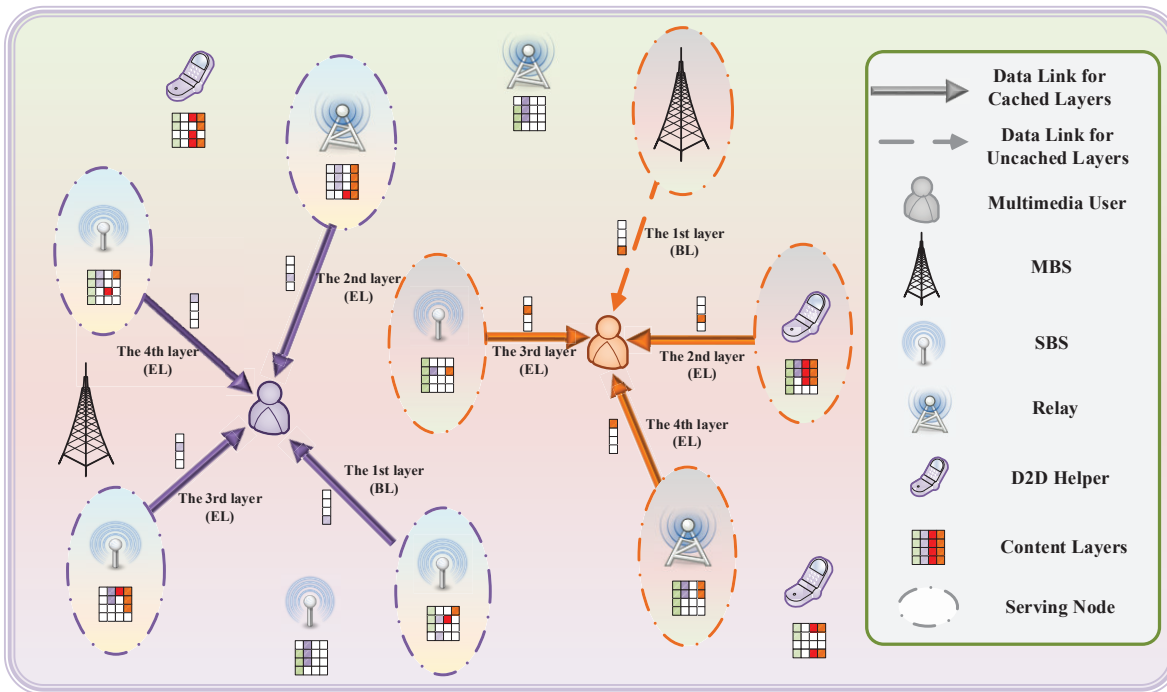 The 2nd layer
(EL)
The 1st layer
(BL)
The 4th layer
(EL)
The 3rd layer
(EL)
The 2nd layer
(EL)
The 4th layer
(EL)
The 1st layer
(BL)
The 3rd layer
(EL)
Data Link for
Cached Layers
Data Link for
Uncached Layers
Multimedia User
MBS
SBS
Relay
D2D Helper
Content Layers
Serving Node